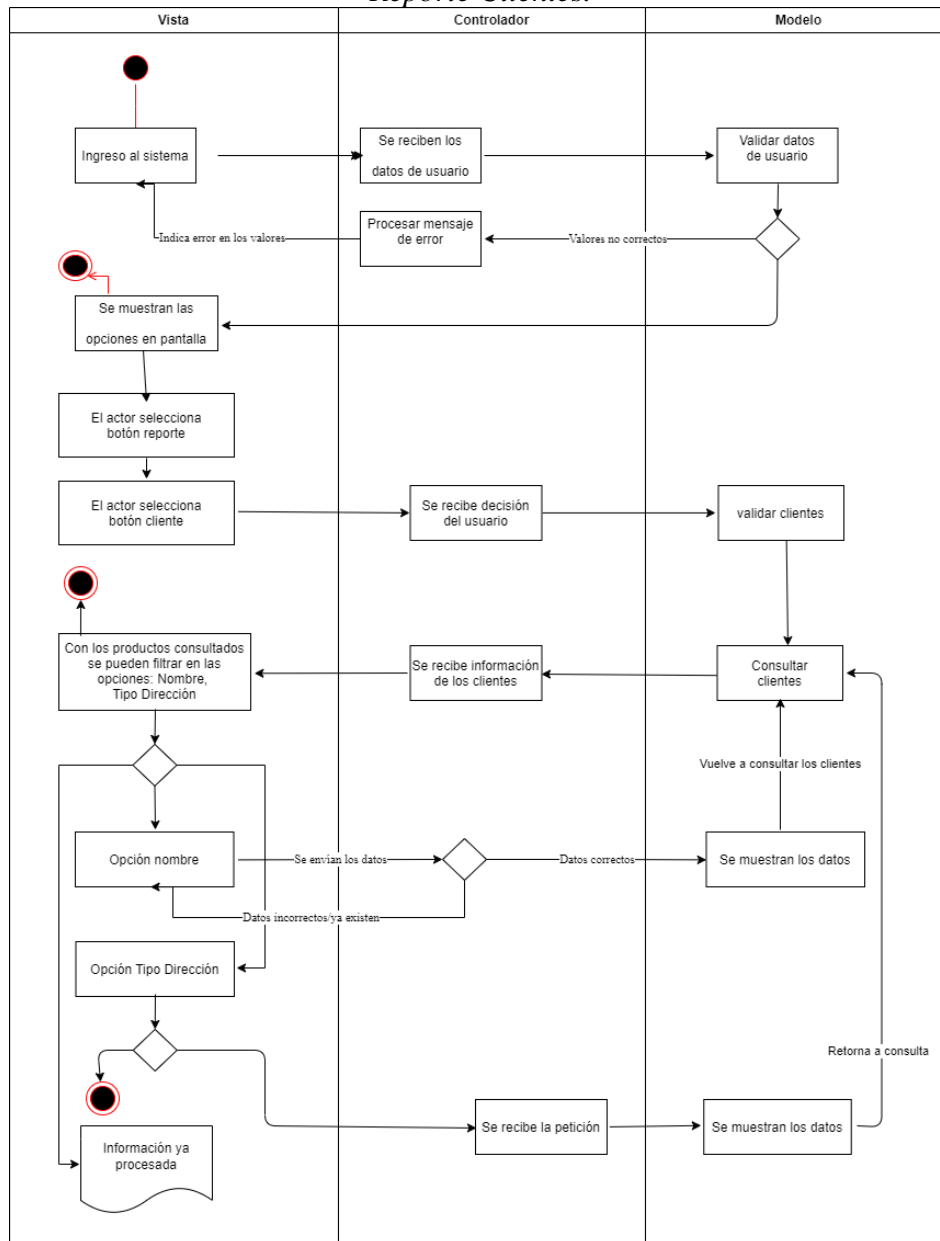 Reporte Clientes.
Vista
Controlador
Modelo
Ingreso al sistema
Se reciben los
datos de usuario
Validar datos
de usuario
Indica error en los valores
Procesar mensaje
de error
Valores no correctos
Se muestran las
opciones en pantalla
El actor selecciona
botón reporte
El actor selecciona
botón cliente
Se recibe decisión
del usuario
validar clientes
Con los productos consultados
se pueden filtrar en las
opciones: Nombre,
Tipo Dirección
Se recibe información
de los clientes
Consultar
clientes
Vuelve a consultar los clientes
Opción nombre
Se envían los datos
Datos correctos
Se muestran los datos
Datos incorrectos/ya existen
Opción Tipo Dirección
Retorna a consulta
Se recibe la petición
Se muestran los datos
Información ya
procesada